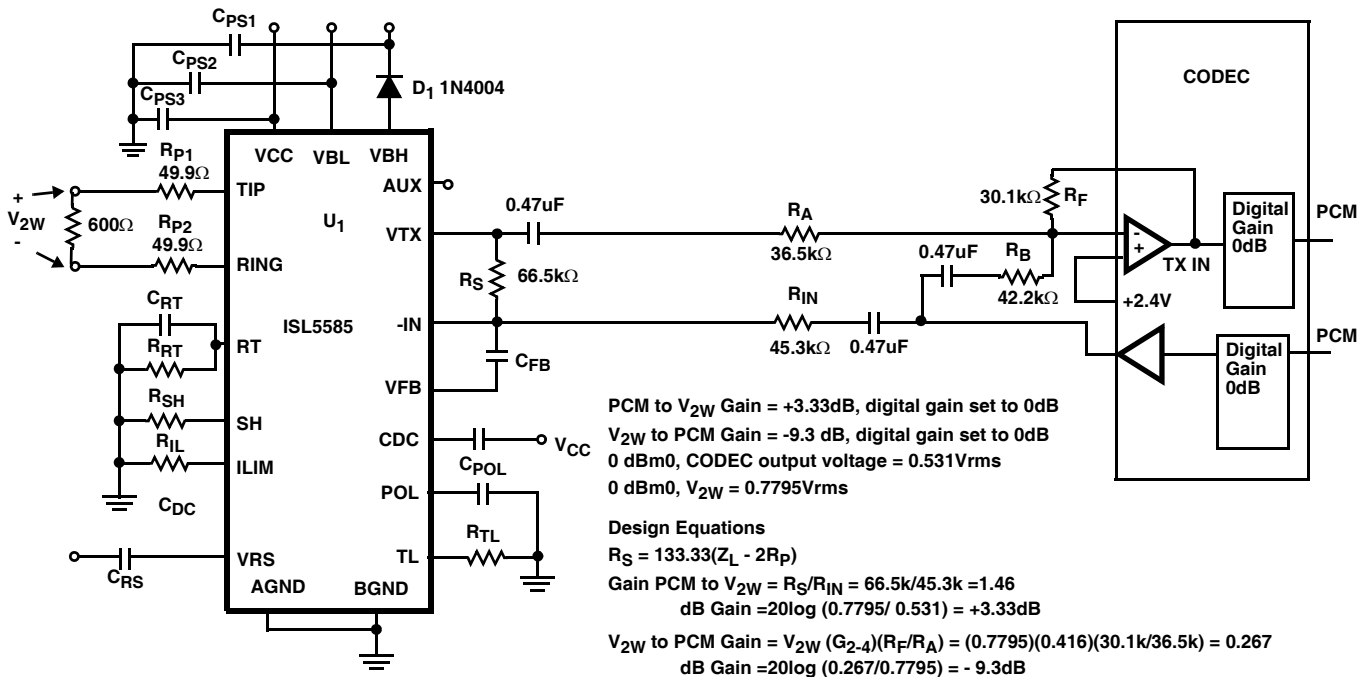 CPS1
CPS2
CPS3
D1 1N4004
CODEC
VCC
VBL
VBH
RP1
49.9Ω
TIP
AUX
+
V2W
-
600Ω
RP2
49.9Ω
RING
U1
VTX
0.47uF
RA
36.5kΩ
30.1kΩ
RF
-
+
TX IN
+2.4V
Digital
Gain
0dB
PCM
RS
66.5kΩ
0.47uF
RB
42.2kΩ
CRT
RRT
RT
ISL5585
-IN
RIN
45.3kΩ
0.47uF
CFB
VFB
Digital
Gain
0dB
PCM
RSH
SH
RIL
ILIM
CDC
CDC
VCC
CPOL
POL
RTL
TL
VRS
CRS
AGND
BGND
PCM to V2W Gain = +3.33dB, digital gain set to 0dB
V2W to PCM Gain = -9.3 dB, digital gain set to 0dB
0 dBm0, CODEC output voltage = 0.531Vrms
0 dBm0, V2W = 0.7795Vrms
Design Equations
RS = 133.33(ZL - 2RP)
Gain PCM to V2W = RS/RIN = 66.5k/45.3k =1.46
dB Gain =20log (0.7795/ 0.531) = +3.33dB
V2W to PCM Gain = V2W (G2-4)(RF/RA) = (0.7795)(0.416)(30.1k/36.5k) = 0.267
dB Gain =20log (0.267/0.7795) = - 9.3dB